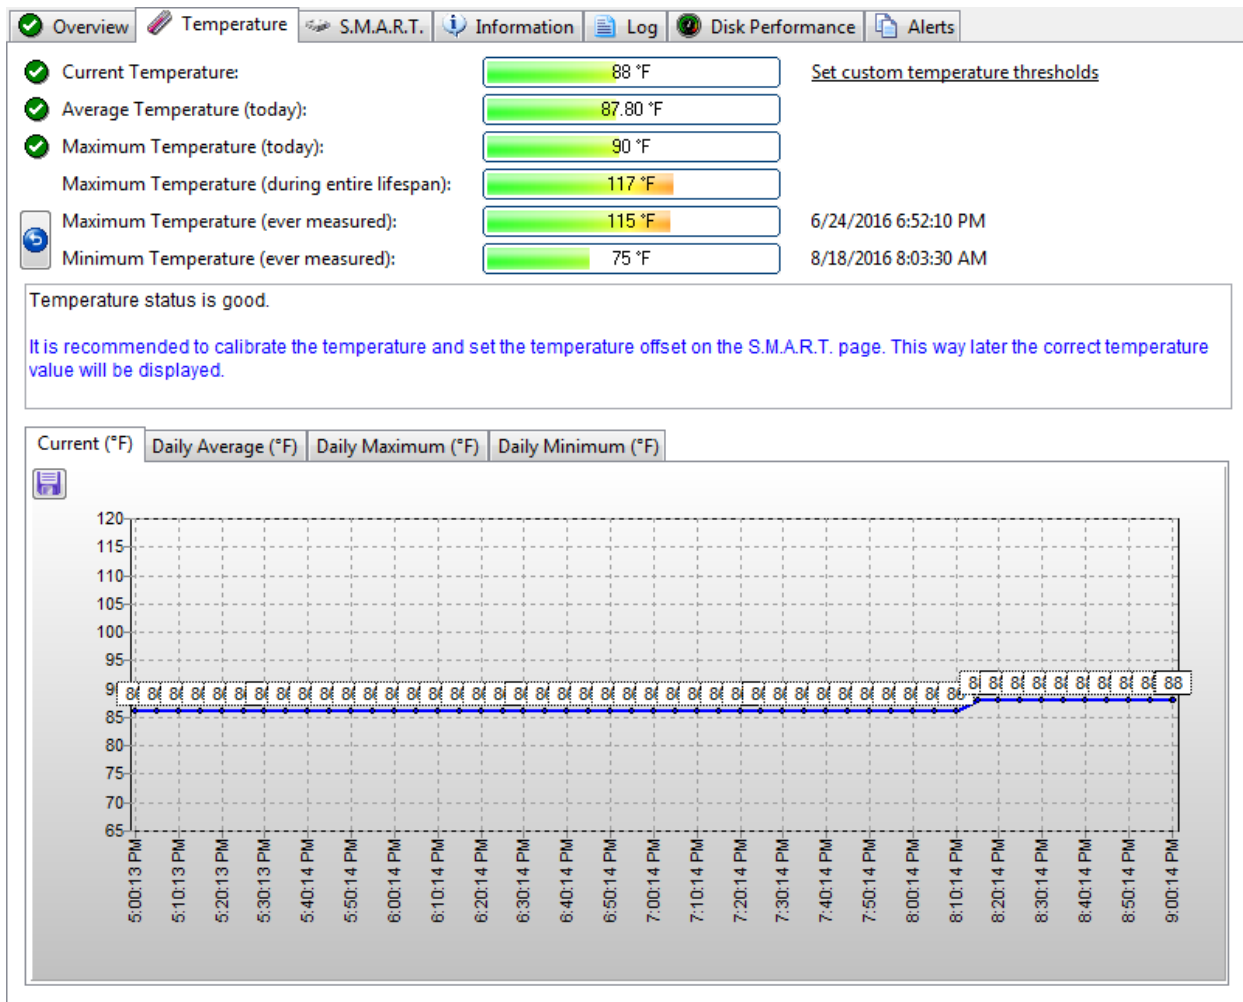 Overview Temperature S.M.A.R.T. Information Log Disk Performance Alerts
Current Temperature: 88 °F Set custom temperature thresholds
Average Temperature (today): 87.80 °F
Maximum Temperature (today): 90 °F
Maximum Temperature (during entire lifespan): 117 °F
Maximum Temperature (ever measured): 115 °F 6/24/2016 6:52:10 PM
Minimum Temperature (ever measured): 75 °F 8/18/2016 8:03:30 AM
Temperature status is good.
It is recommended to calibrate the temperature and set the temperature offset on the S.M.A.R.T. page. This way later the correct temperature
value will be displayed.
Current (°F) Daily Average (°F) Daily Maximum (°F) Daily Minimum (°F)
120
115
110
105
100
95
88
85
80
75
70
65
5:00:13 PM
5:10:13 PM
5:20:13 PM
5:30:13 PM
5:40:14 PM
5:50:14 PM
6:00:14 PM
6:10:14 PM
6:20:14 PM
6:30:14 PM
6:40:14 PM
6:50:14 PM
7:00:14 PM
7:10:14 PM
7:20:14 PM
7:30:14 PM
7:40:14 PM
7:50:14 PM
8:00:14 PM
8:10:14 PM
8:20:14 PM
8:30:14 PM
8:40:14 PM
8:50:14 PM
9:00:14 PM